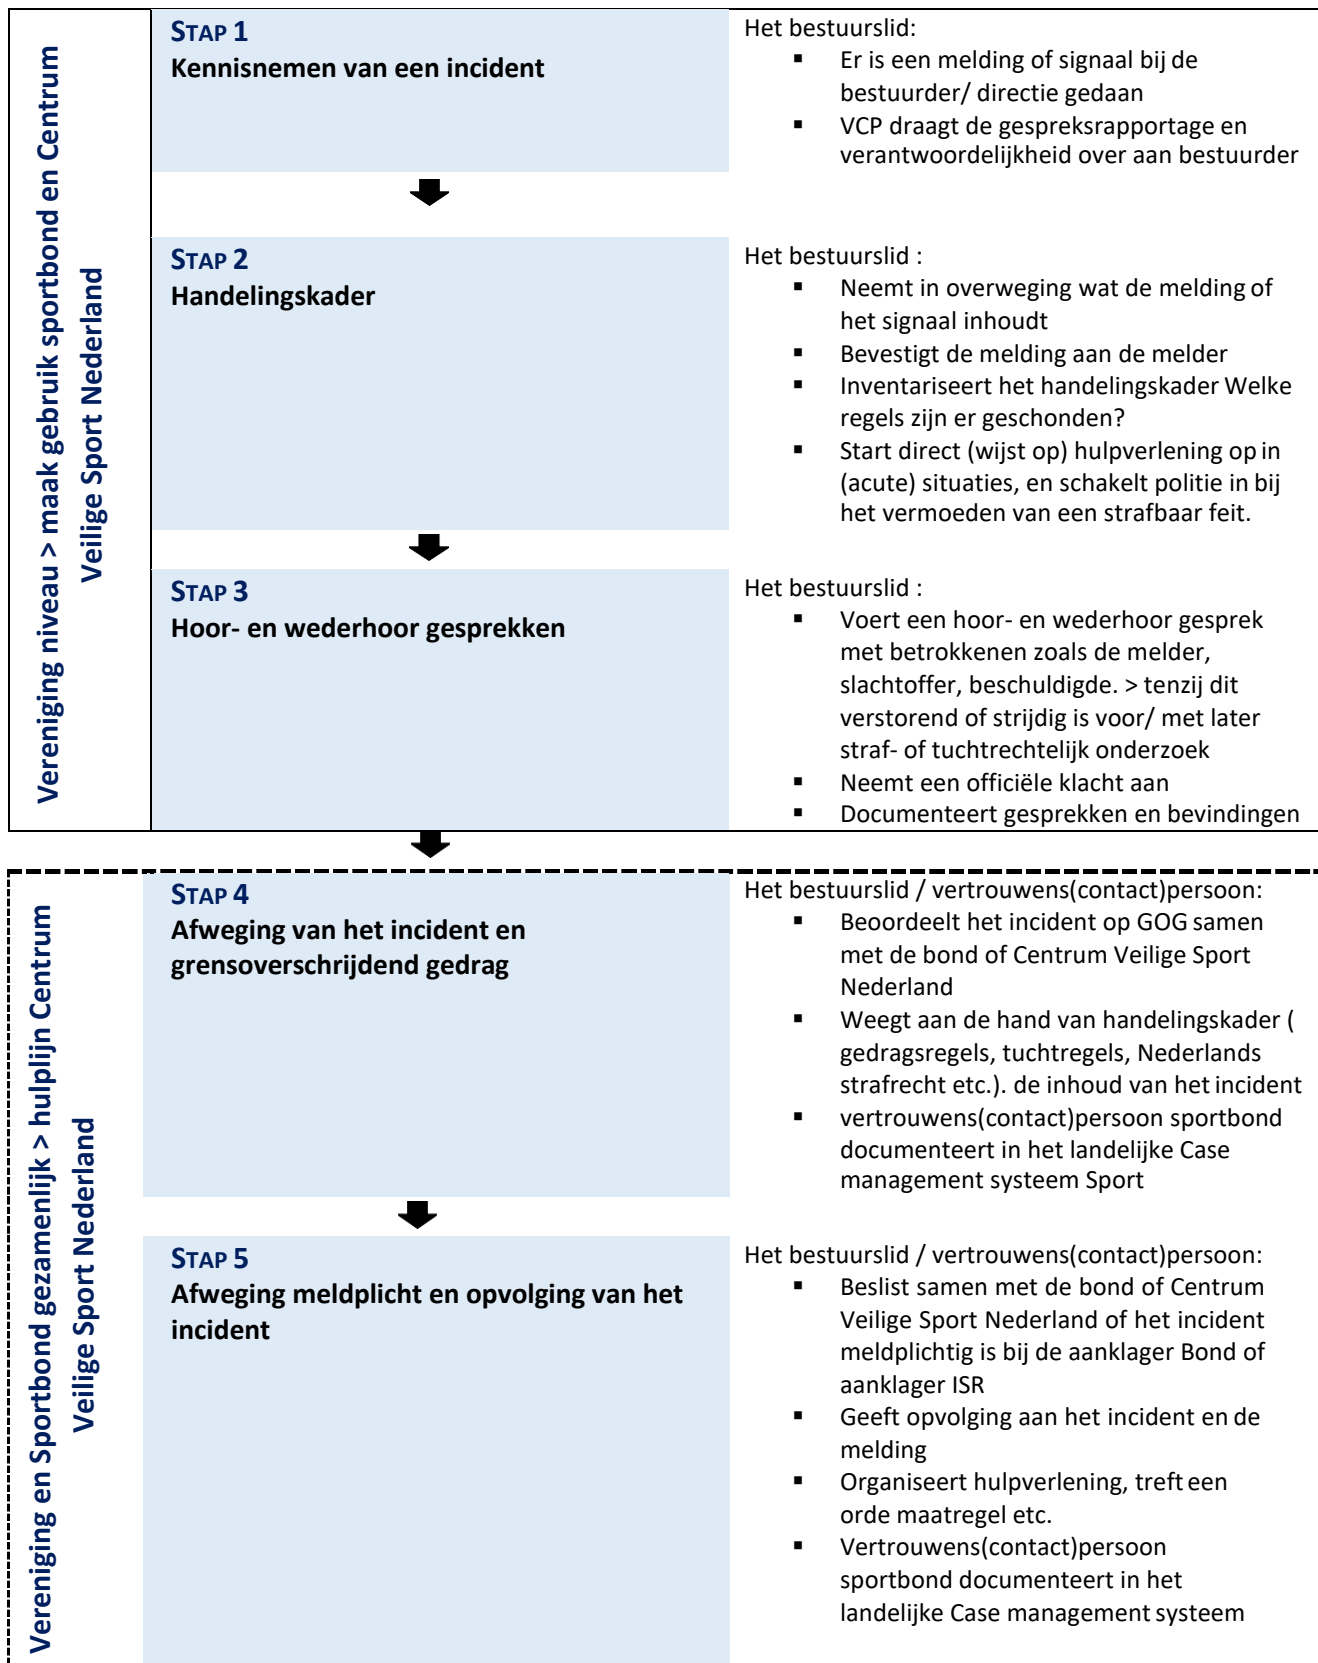 Vereniging niveau > maak gebruik sportbond en Centrum
Veilige Sport Nederland
STAP 1
Kennisnemen van een incident
Het bestuurslid:
▪ Er is een melding of signaal bij de
bestuurder/ directie gedaan
▪ VCP draagt de gespreksrapportage en
verantwoordelijkheid over aan bestuurder
STAP 2
Handelingskader
Het bestuurslid :
▪ Neemt in overweging wat de melding of
het signaal inhoudt
▪ Bevestigt de melding aan de melder
▪ Inventariseert het handelingskader Welke
regels zijn er geschonden?
▪ Start direct (wijst op) hulpverlening op in
(acute) situaties, en schakelt politie in bij
het vermoeden van een strafbaar feit.
STAP 3
Hoor- en wederhoor gesprekken
Het bestuurslid :
▪ Voert een hoor- en wederhoor gesprek
met betrokkenen zoals de melder,
slachtoffer, beschuldigde. > tenzij dit
verstorend of strijdig is voor/ met later
straf- of tuchtrechtelijk onderzoek
▪ Neemt een officiële klacht aan
▪ Documenteert gesprekken en bevindingen
Vereniging en Sportbond gezamenlijk > hulplijn Centrum
Veilige Sport Nederland
STAP 4
Afweging van het incident en
grensoverschrijdend gedrag
Het bestuurslid / vertrouwens(contact)persoon:
▪ Beoordeelt het incident op GOG samen
met de bond of Centrum Veilige Sport
Nederland
▪ Weegt aan de hand van handelingskader (
gedragsregels, tuchtregels, Nederlands
strafrecht etc.). de inhoud van het incident
▪ vertrouwens(contact)persoon sportbond
documenteert in het landelijke Case
management systeem Sport
STAP 5
Afweging meldplicht en opvolging van het
incident
Het bestuurslid / vertrouwens(contact)persoon:
▪ Beslist samen met de bond of Centrum
Veilige Sport Nederland of het incident
meldplichtig is bij de aanklager Bond of
aanklager ISR
▪ Geeft opvolging aan het incident en de
melding
▪ Organiseert hulpverlening, treft een
orde maatregel etc.
▪ Vertrouwens(contact)persoon
sportbond documenteert in het
landelijke Case management systeem